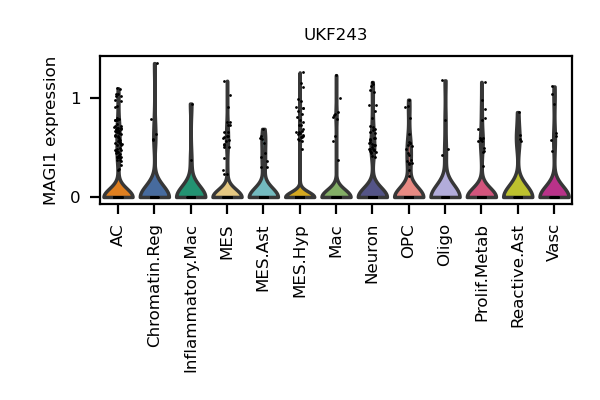 UKF243
MAGI1 expression
1
0
AC
Chromatin.Reg
Inflammatory.Mac
MES
MES.Ast
MES.Hyp
Mac
Neuron
OPC
Oligo
Prolif.Metab
Reactive.Ast
Vasc